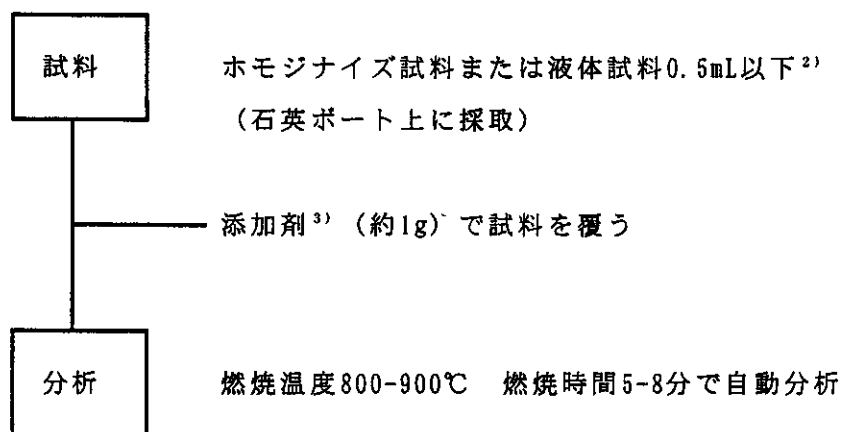 試料 ホモジナイズ試料または液体試料0.5mL以下²⁾
(石英ボート上に採取)
添加剤³⁾ (約1g)で試料を覆う
分析 燃焼温度800-900℃ 燃焼時間5-8分で自動分析